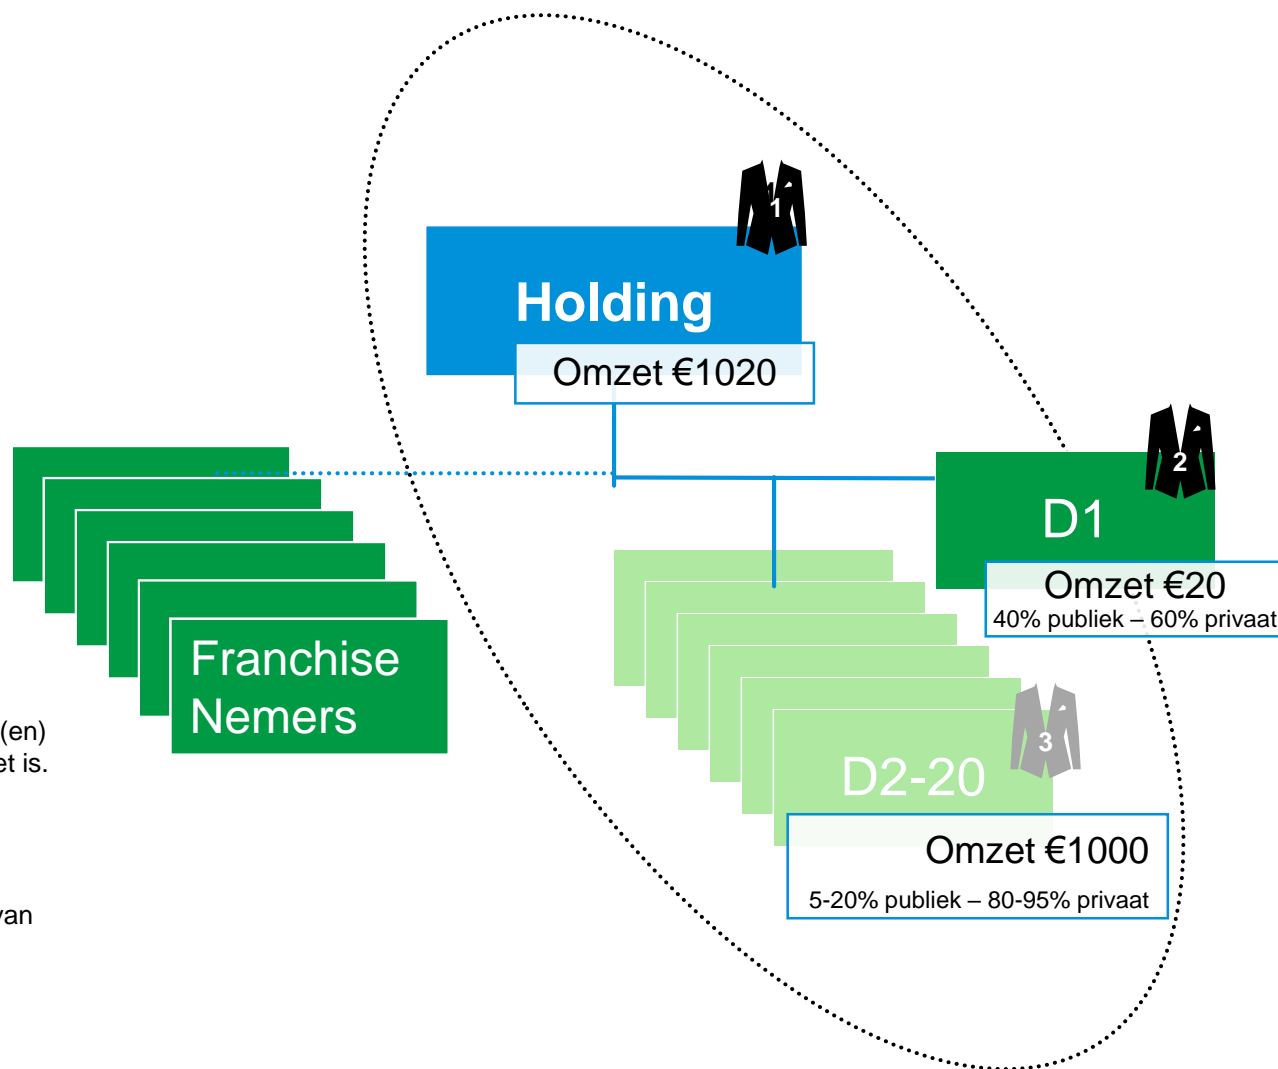 1
Holding
Omzet €1020
2
D1
Omzet €20
40% publiek – 60% privaat
Franchise
Nemers
(en)
et is.
3
D2-20
Omzet €1000
5-20% publiek – 80-95% privaat
van